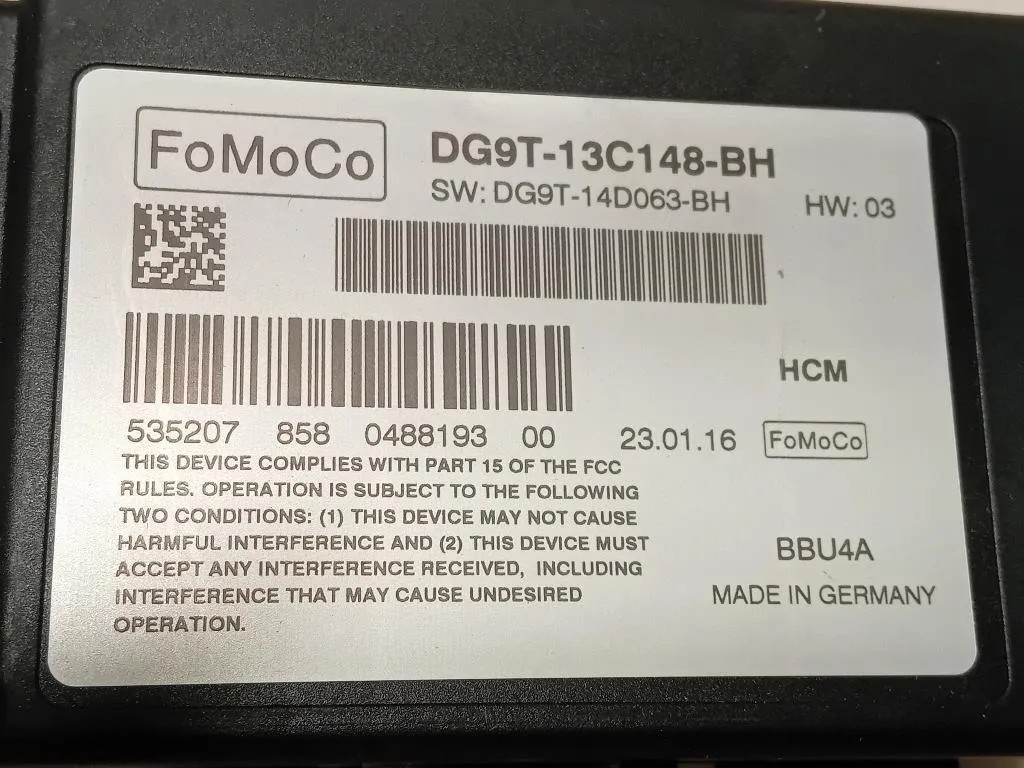 FoMoCo
DG9T-13C148-BH
SW: DG9T-14D063-BH
HW: 03
HCM
535207 858 0488193 00 23.01.16 FoMoCo
THIS DEVICE COMPLIES WITH PART 15 OF THE FCC
RULES. OPERATION IS SUBJECT TO THE FOLLOWING
TWO CONDITIONS: (1) THIS DEVICE MAY NOT CAUSE
HARMFUL INTERFERENCE AND (2) THIS DEVICE MUST
ACCEPT ANY INTERFERENCE RECEIVED, INCLUDING
INTERFERENCE THAT MAY CAUSE UNDESIRED
OPERATION.
BBU4A
MADE IN GERMANY